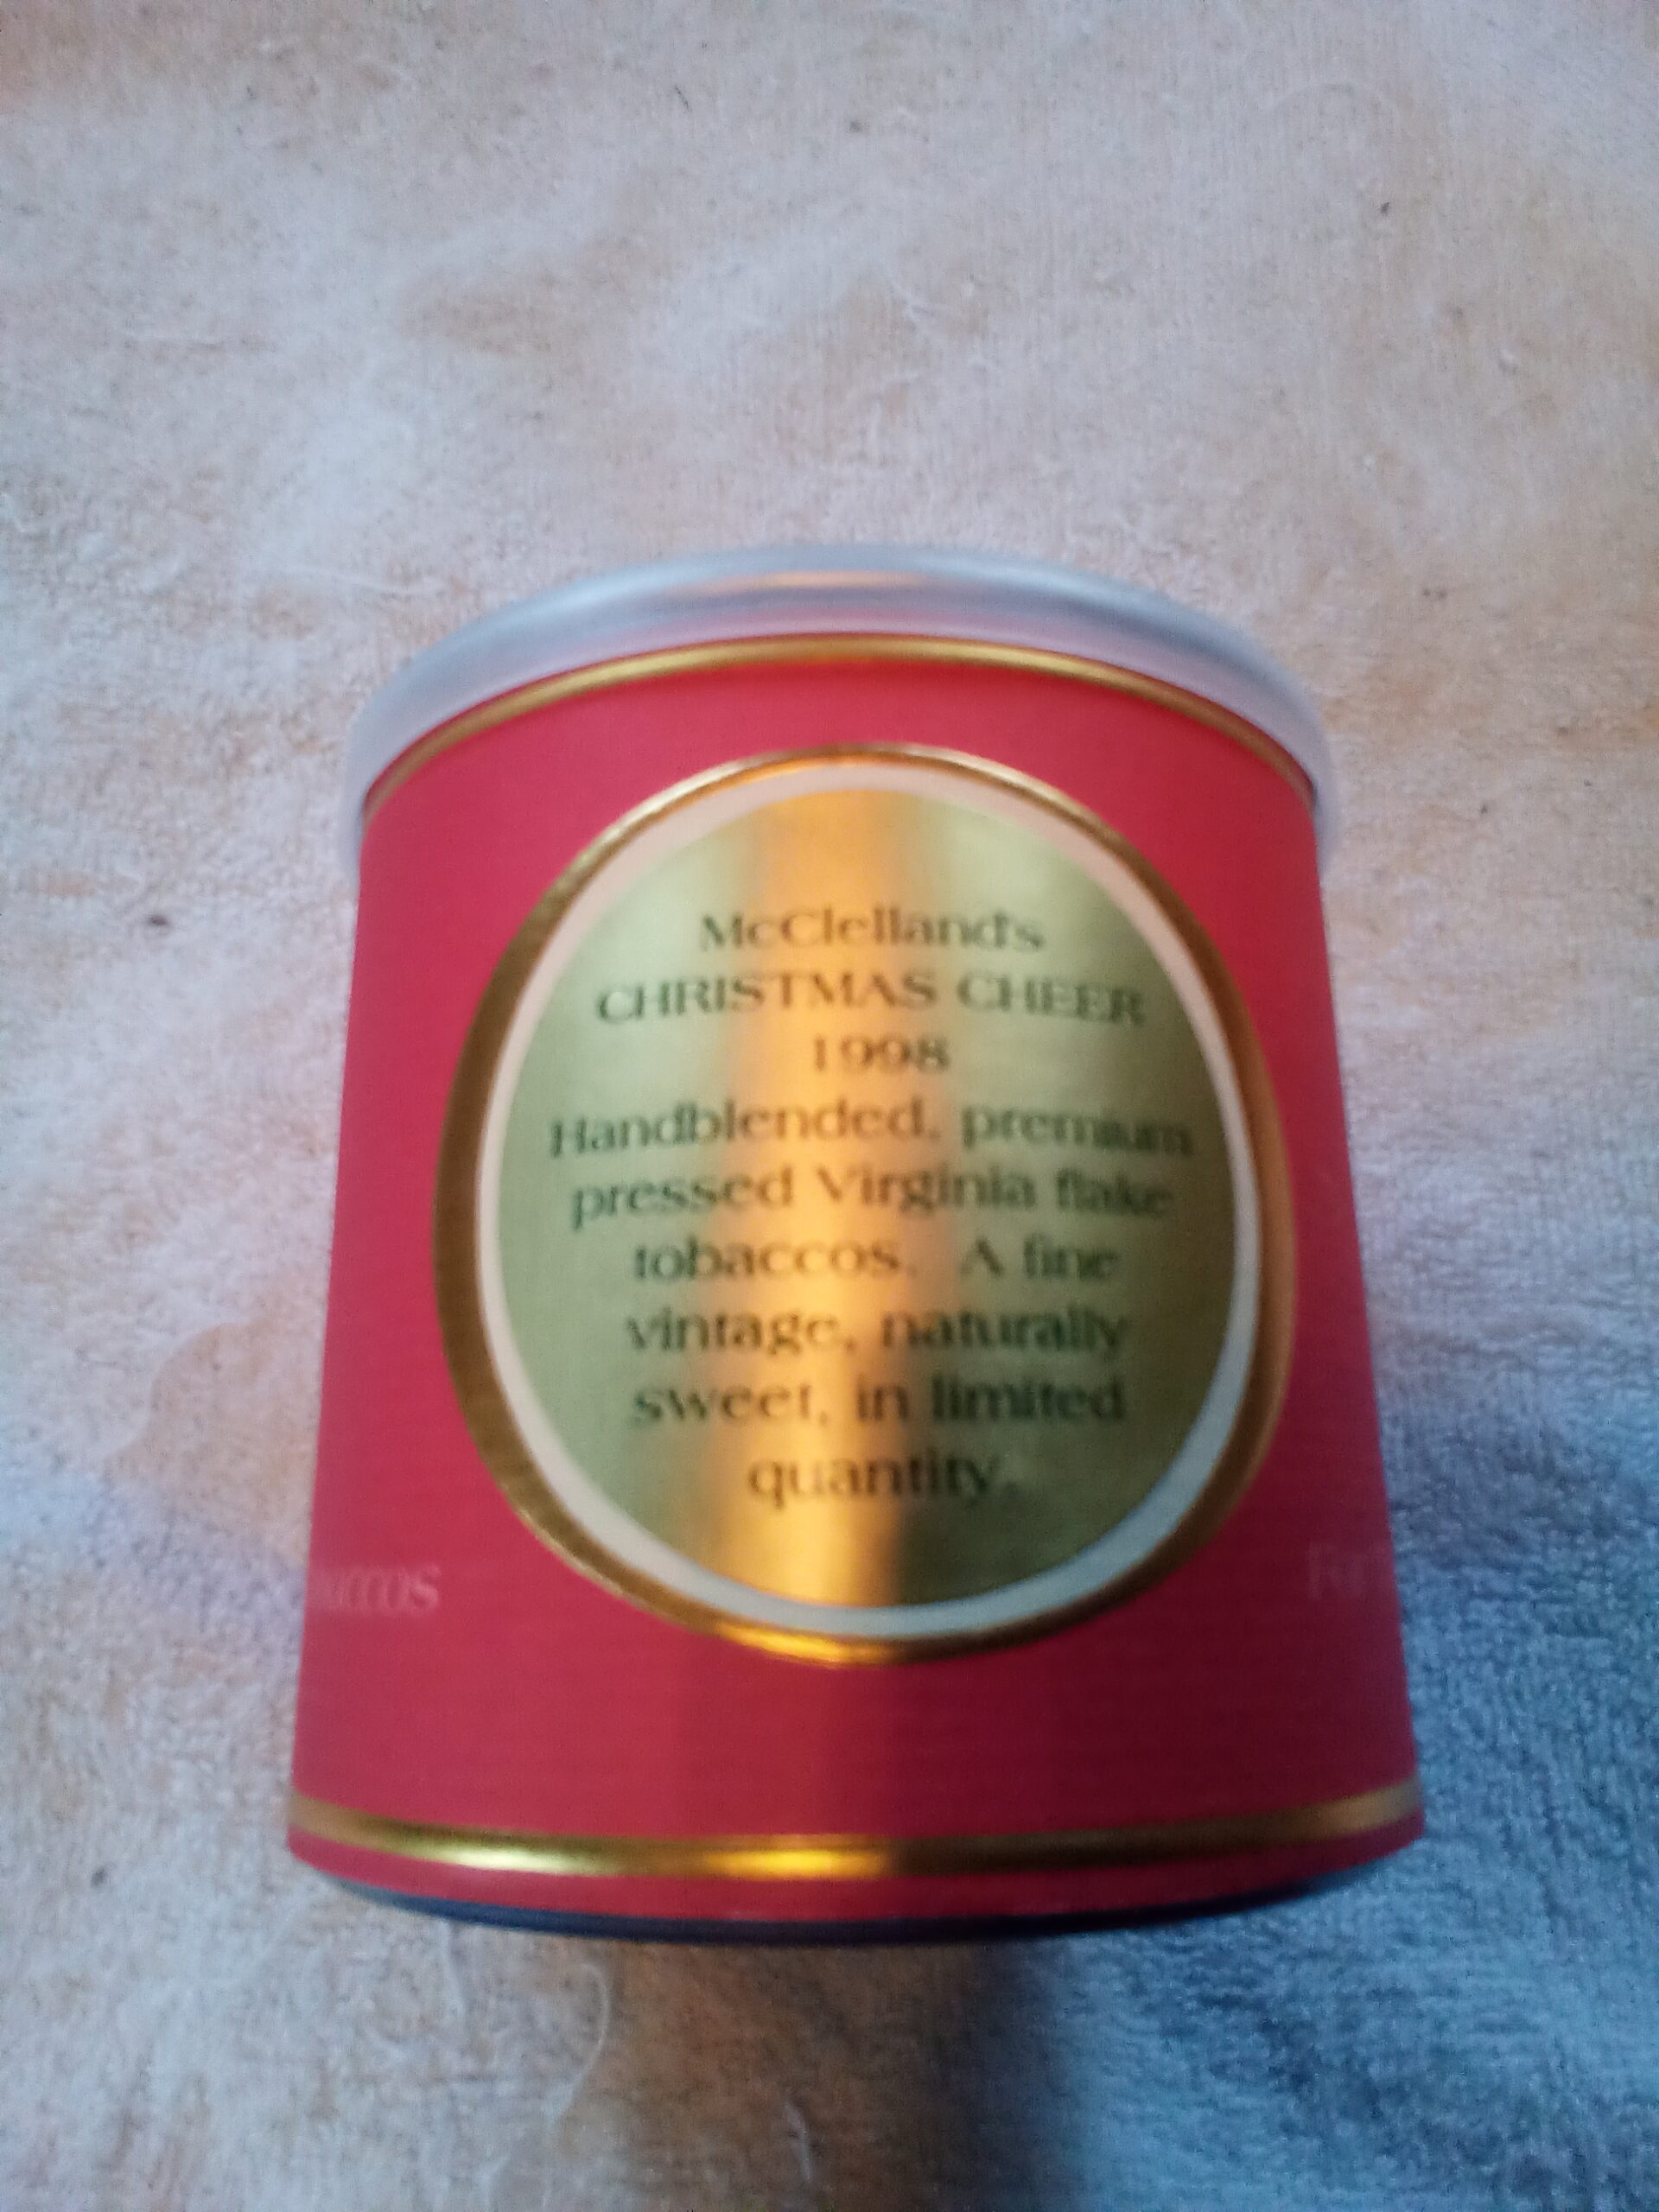 McClelland's
CHRISTMAS CHEER
1998
Handblended, premium
pressed Virginia flake
tobaccos. A fine
vintage, naturally
sweet, in limited
quantity.